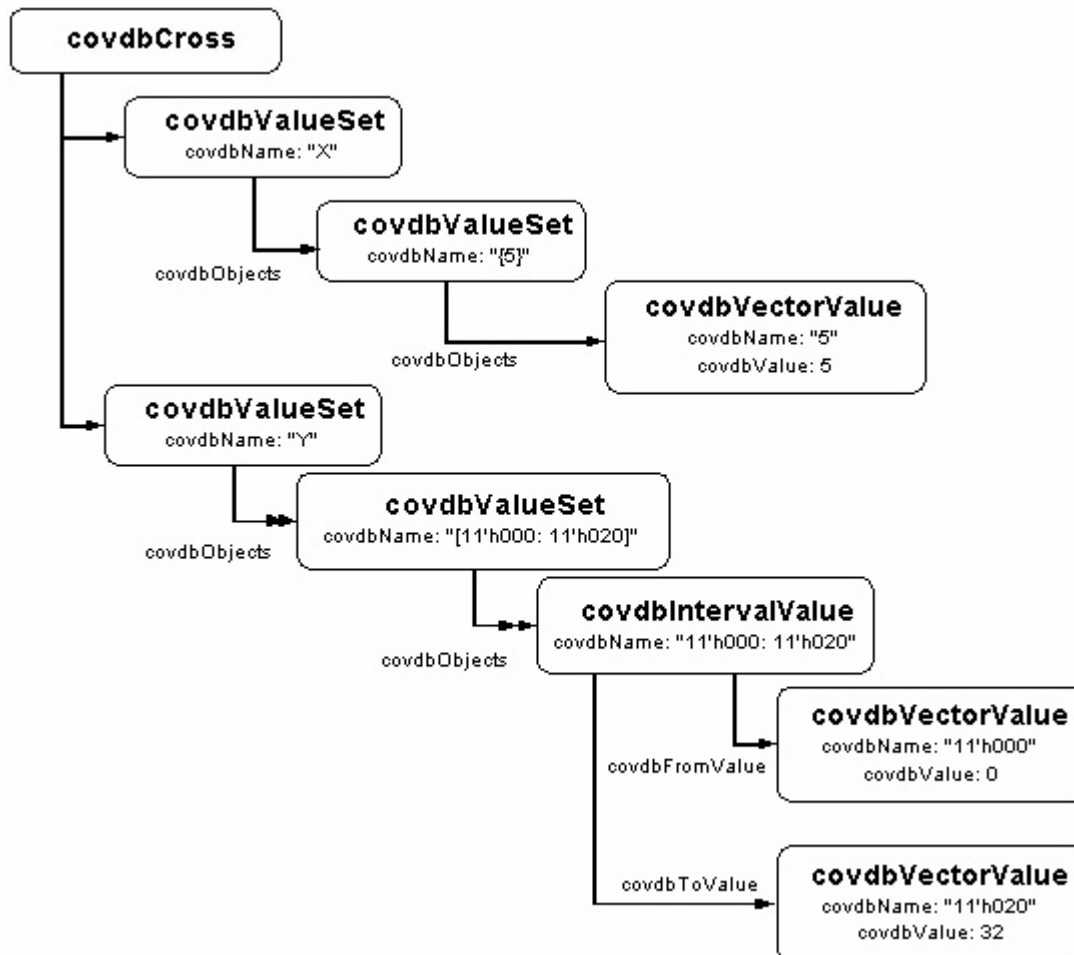 covdbCross
covdbValueSet
covdbName: "X"
covdbObjects
covdbValueSet
covdbName: "{5}"
covdbObjects
covdbVectorValue
covdbName: "5"
covdbValue: 5
covdbValueSet
covdbName: "Y"
covdbObjects
covdbValueSet
covdbName: "[11'h000: 11'h020]"
covdbObjects
covdbIntervalValue
covdbName: "11'h000: 11'h020"
covdbFromValue
covdbVectorValue
covdbName: "11'h000"
covdbValue: 0
covdbToValue
covdbVectorValue
covdbName: "11'h020"
covdbValue: 32